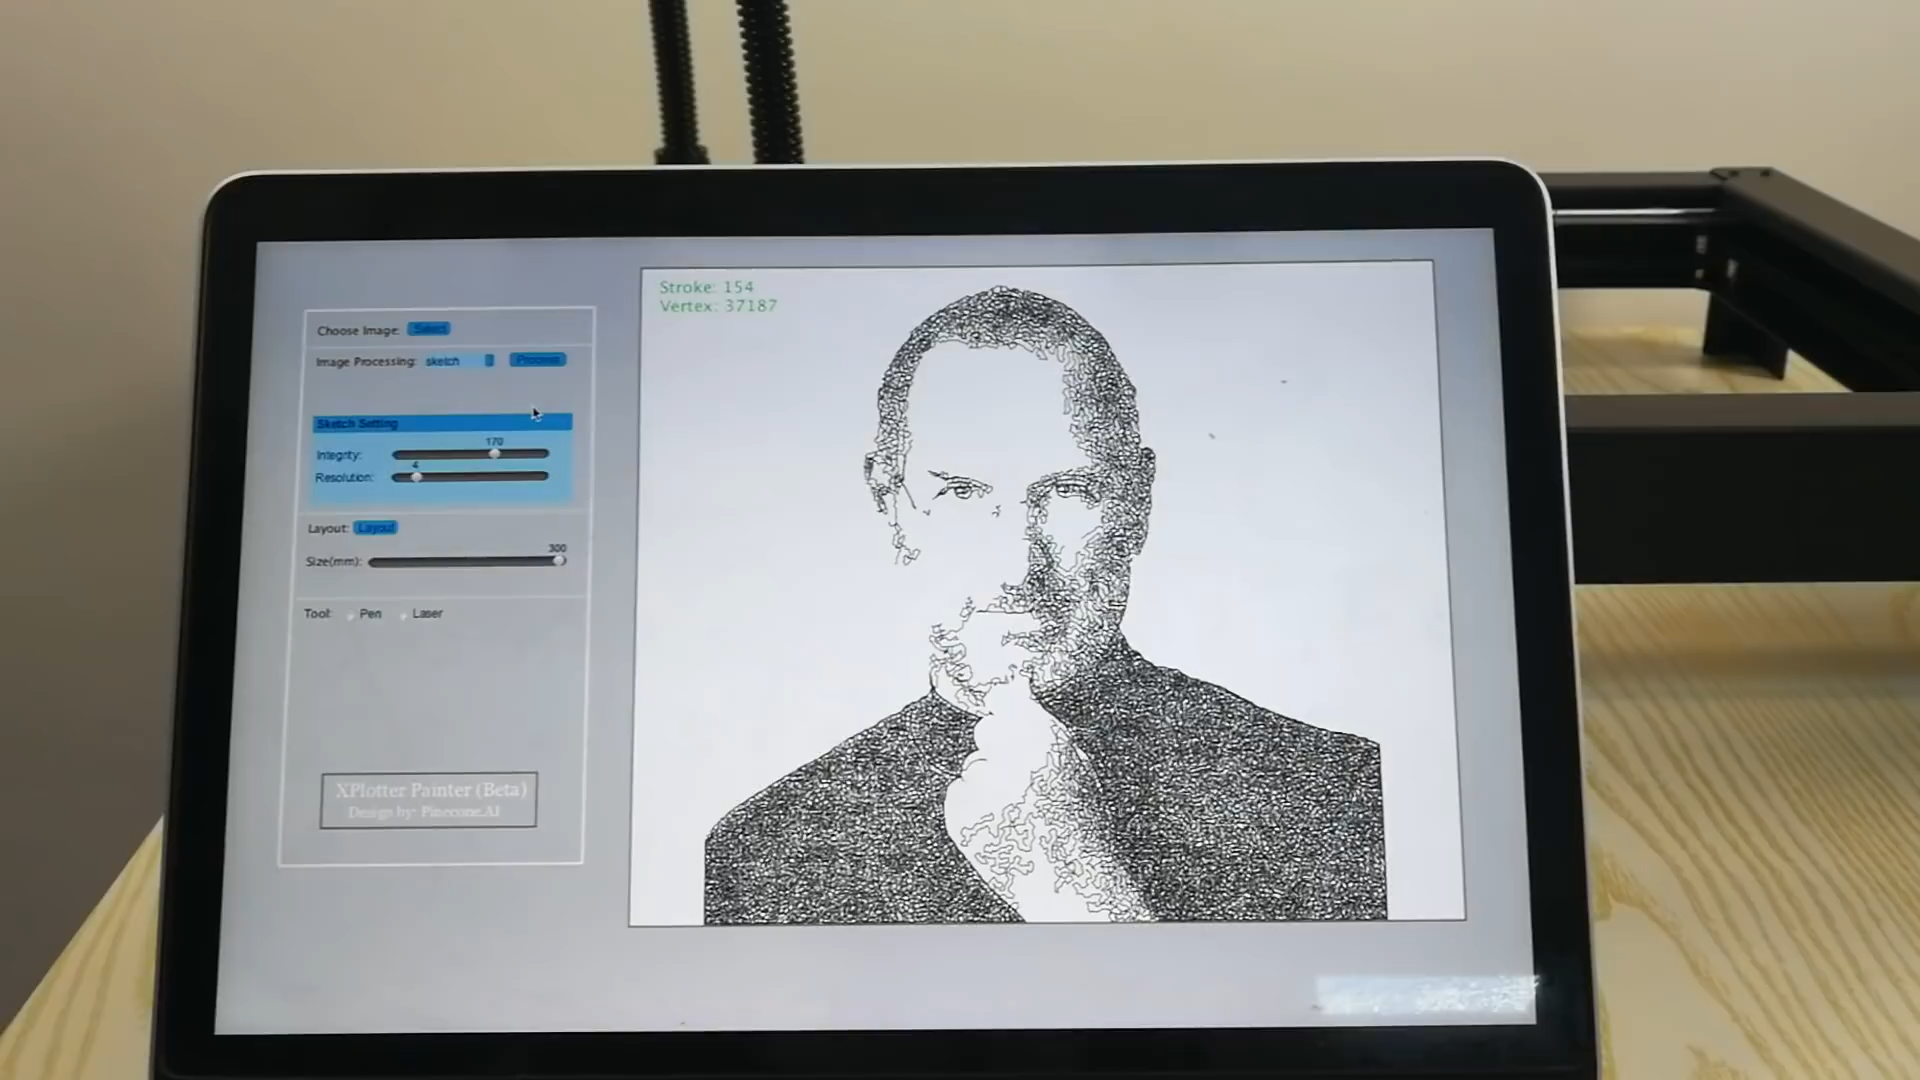 Stroke: 154
Vertex: 37187
Choose Image: Select
Image Processing: sketch Process
Sketch Setting
170
Integrity:
4
Resolution:
Layout: Layout
300
Size(mm):
Tool: Pen Laser
XPlotter Painter (Beta)
Design by: Pinecone.AI